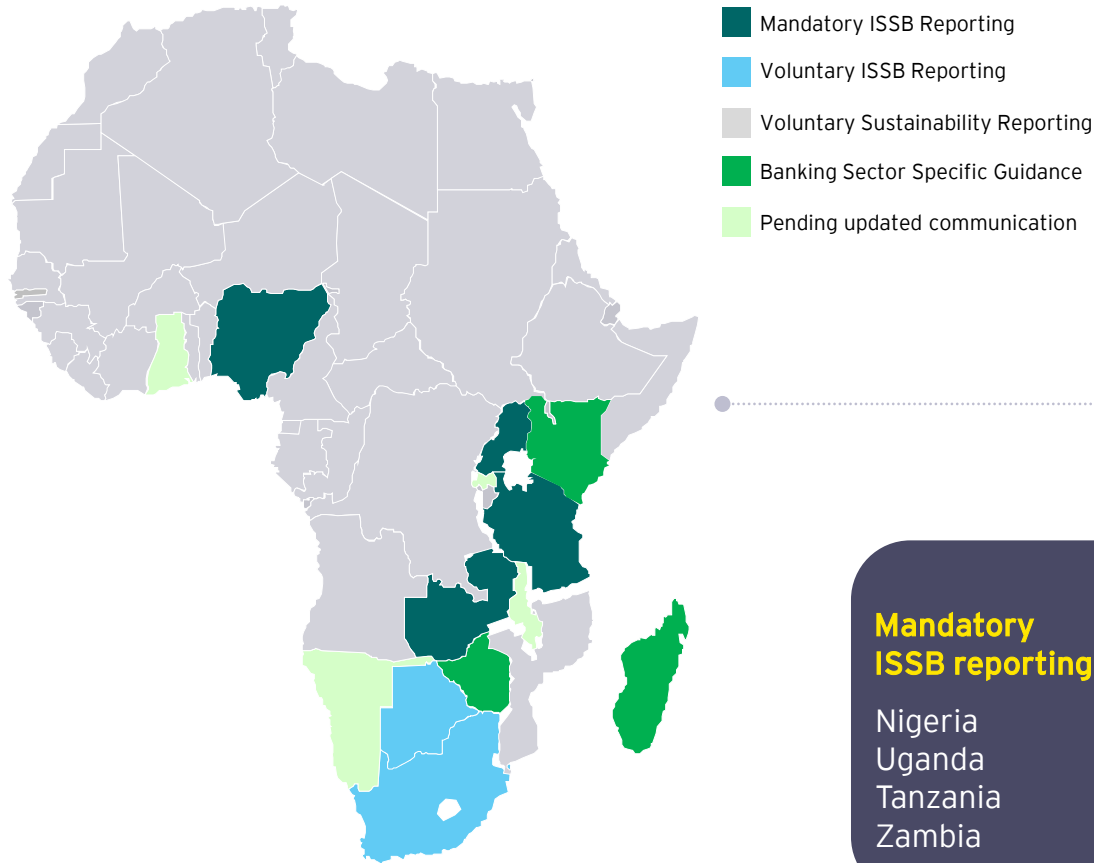 Mandatory ISSB Reporting
Voluntary ISSB Reporting
Voluntary Sustainability Reporting
Banking Sector Specific Guidance
Pending updated communication
Mandatory
ISSB reporting
Nigeria
Uganda
Tanzania
Zambia